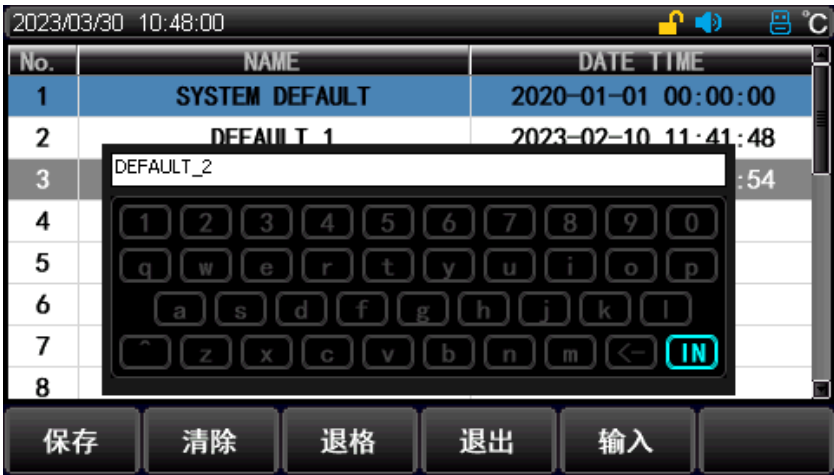 2023/03/30 10:48:00 °C
No. NAME DATE TIME
1 SYSTEM DEFAULT 2020-01-01 00:00:00
2 DEFAULT_1 2023-02-10 11:41:48
3 :54
DEFAULT_2
4
1 2 3 4 5 6 7 8 9 0
5
q w e r t y u i o p
6
a s d f g h j k l
7
^ z x c v b n m <- IN
8
保存 清除 退格 退出 输入